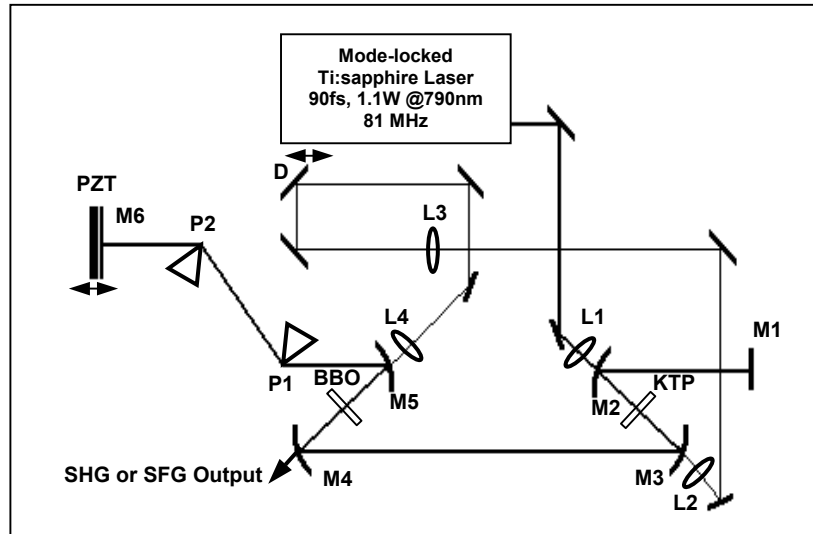 Mode-locked
Ti:sapphire Laser
90fs, 1.1W @790nm
81 MHz
D
PZT
M6
P2
L3
L4
L1
M1
P1
BBO
M5
M2
KTP
SHG or SFG Output
M4
M3
L2